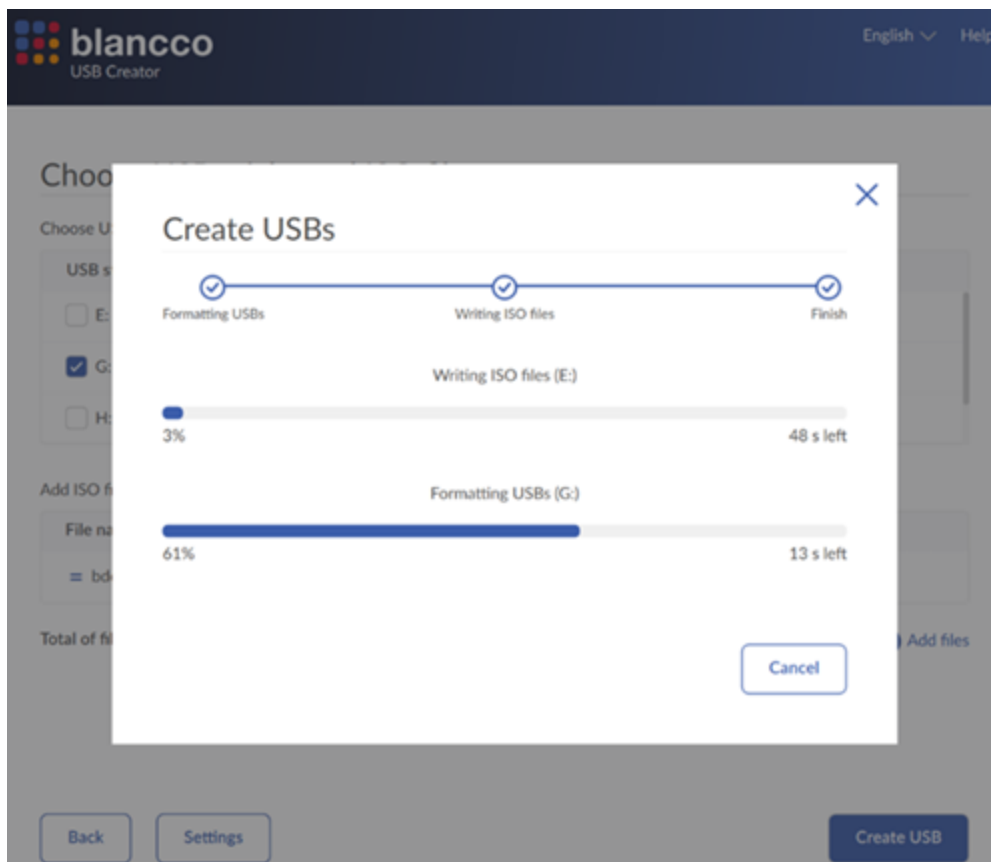 blancco
USB Creator
English
Help
Choo
Choose U
USB s
E:
G:
H:
Add ISO fi
File na
bd
Total of fil
Add files
Create USBs
Formatting USBs
Writing ISO files
Finish
Writing ISO files (E:)
3%
48 s left
Formatting USBs (G:)
61%
13 s left
Cancel
Back
Settings
Create USB